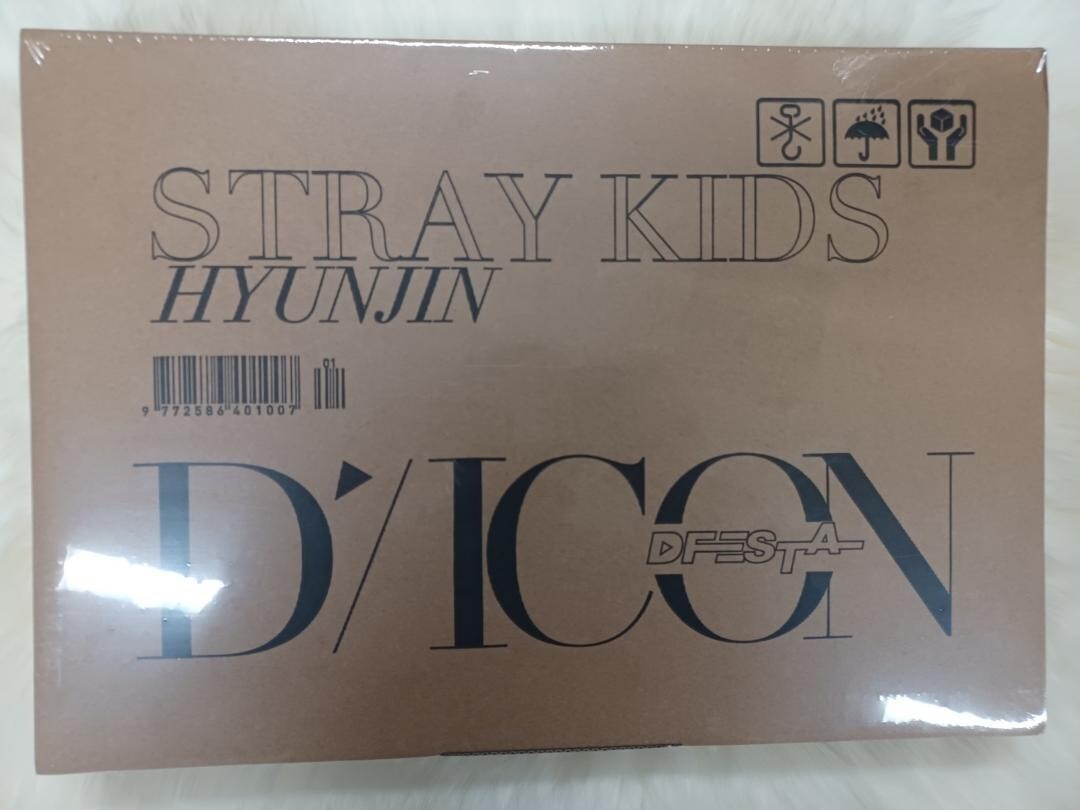 STRAY KIDS
HYUNJIN
01
9 772586 401007
D'/ICON
DFESTA